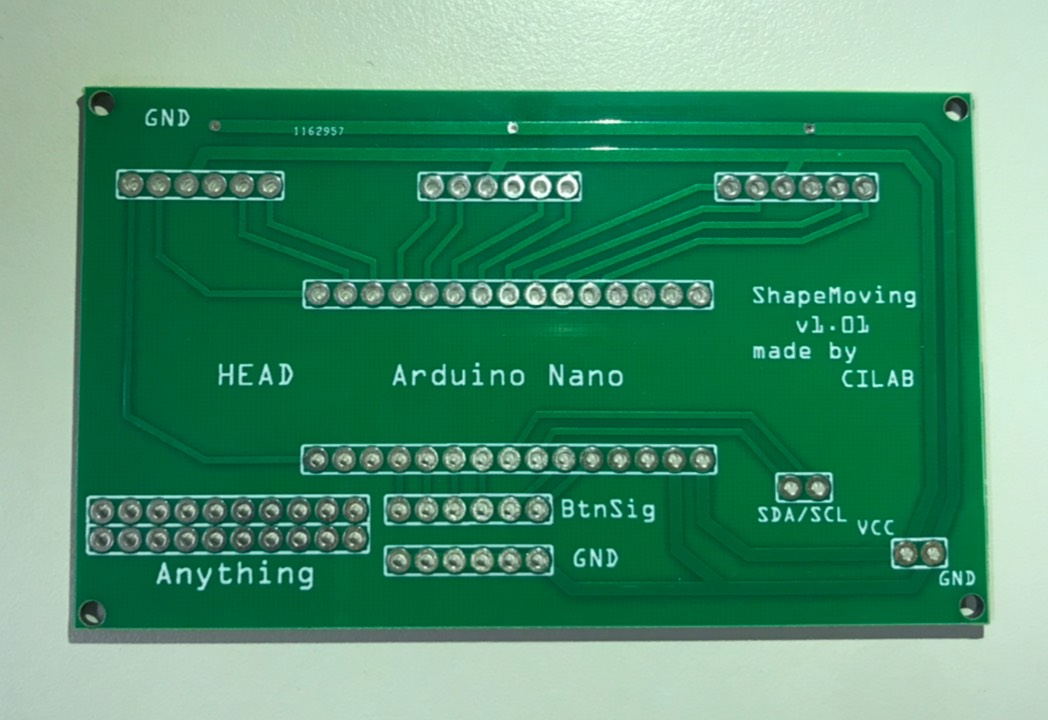 GND
1162957
ShapeMoving
v1.01
made by
CILAB
HEAD
Arduino Nano
BtnSig
SDA/SCL
VCC
GND
GND
Anything